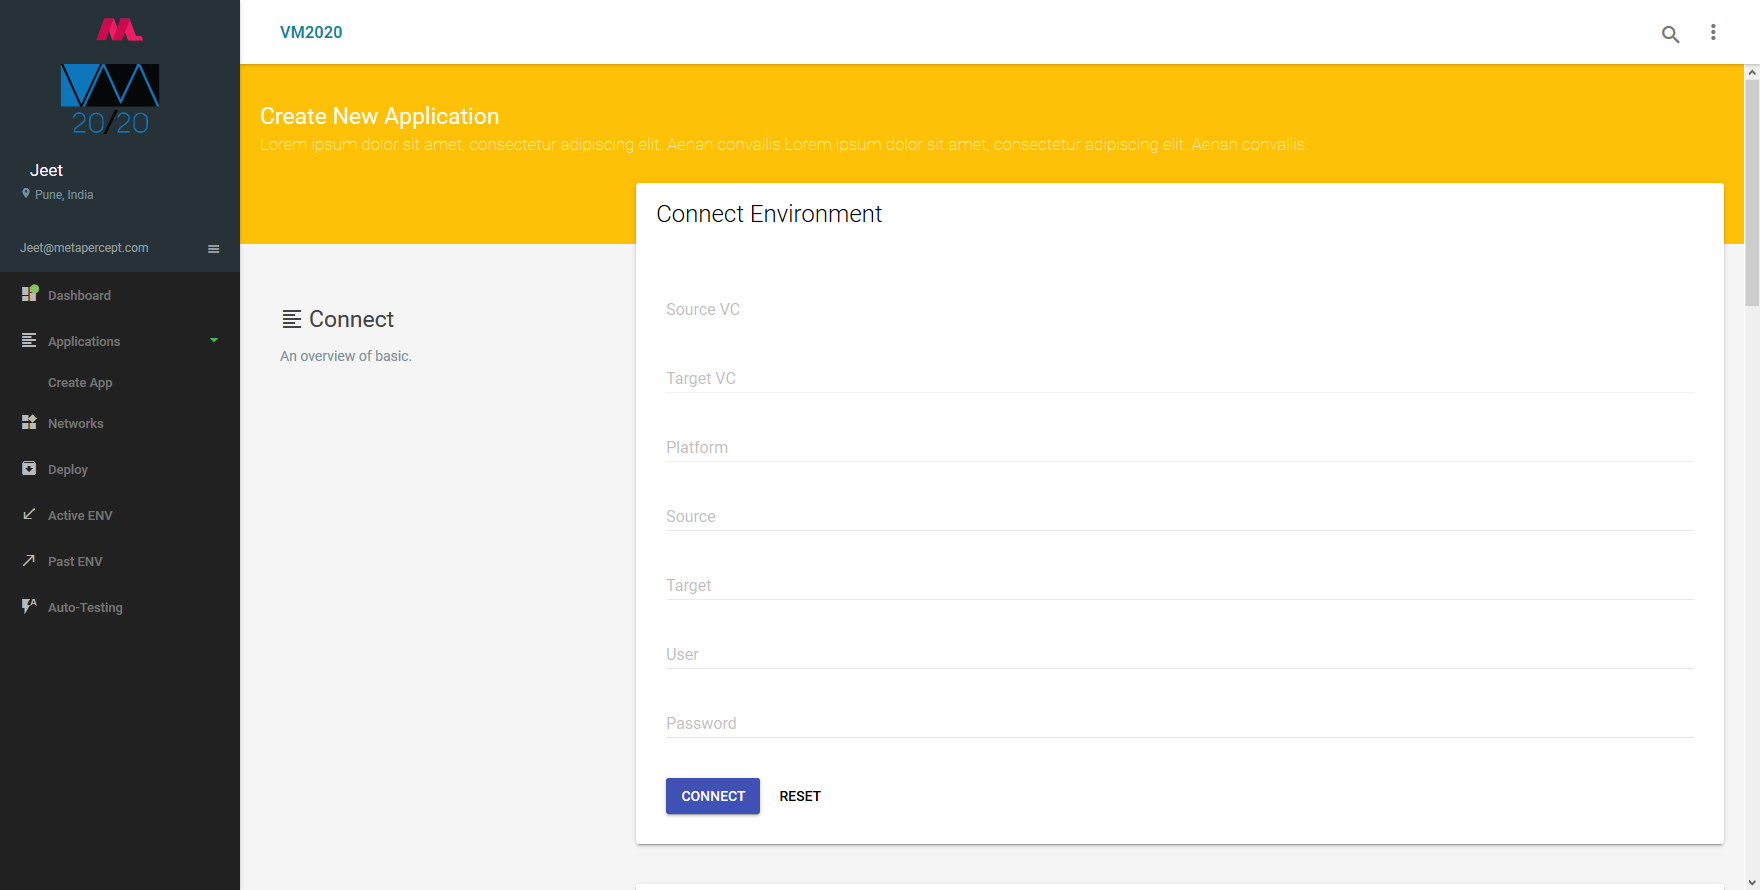 20/20
Jeet
Pune, India
Jeet@metapercept.com
Dashboard
Applications
Create App
Networks
Deploy
Active ENV
Past ENV
Auto-Testing
VM2020
Create New Application
Lorem ipsum dolor sit amet, consectetur adipiscing elit. Aenan convallis.Lorem ipsum dolor sit amet, consectetur adipiscing elit. Aenan convallis.
Connect
An overview of basic.
Connect Environment
Source VC
Target VC
Platform
Source
Target
User
Password
CONNECT RESET